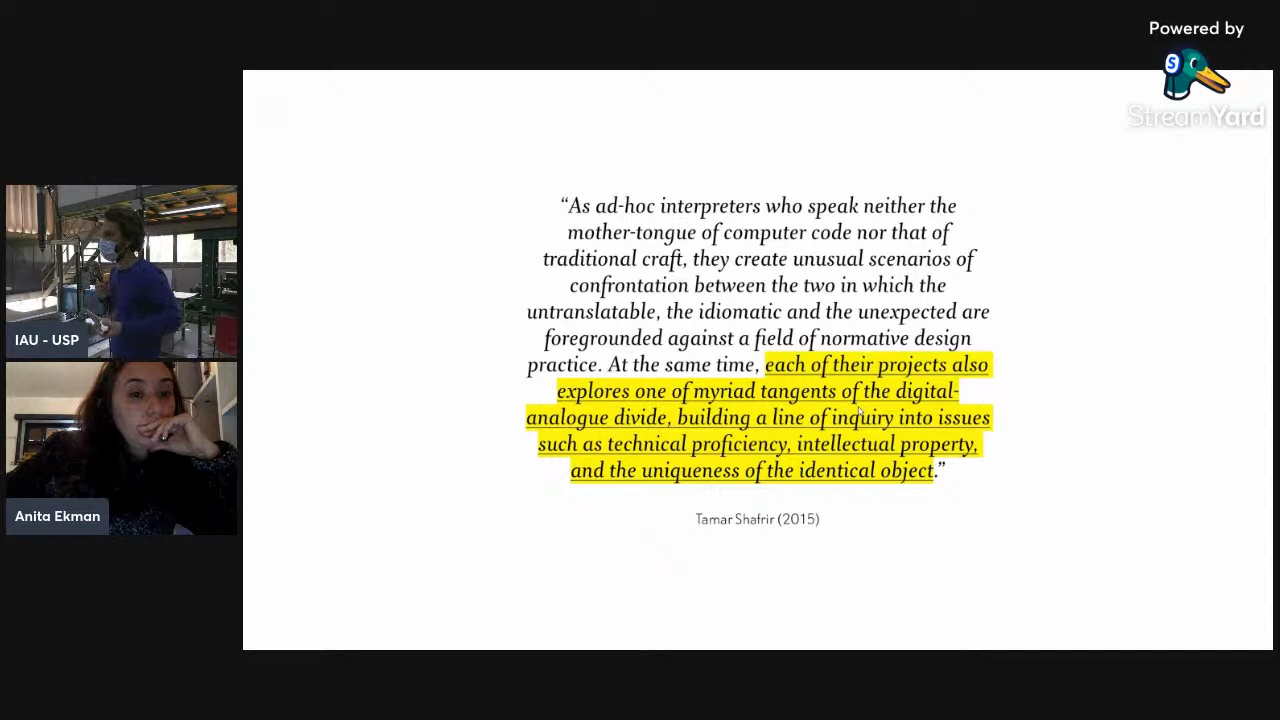 Powered by
StreamYard
“As ad-hoc interpreters who speak neither the
mother-tongue of computer code nor that of
traditional craft, they create unusual scenarios of
confrontation between the two in which the
untranslatable, the idiomatic and the unexpected are
foregrounded against a field of normative design
practice. At the same time, each of their projects also
explores one of myriad tangents of the digital-
analogue divide, building a line of inquiry into issues
such as technical proficiency, intellectual property,
and the uniqueness of the identical object.”
Tamar Shafrir (2015)
IAU - USP
Anita Ekman